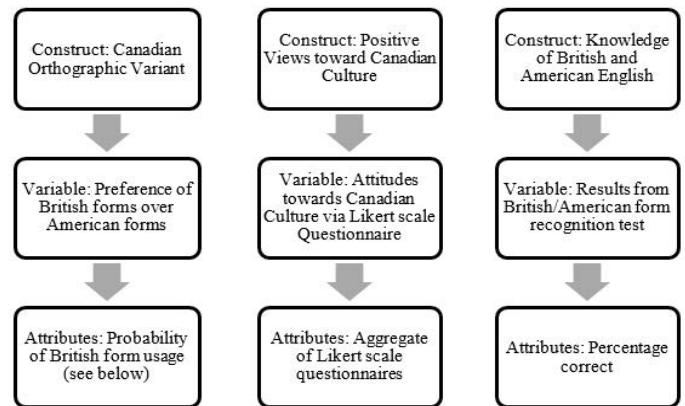 Construct: Canadian
Orthographic Variant
Construct: Positive
Views toward Canadian
Culture
Construct: Knowledge
of British and
American English
Variable: Preference of
British forms over
American forms
Variable: Attitudes
towards Canadian
Culture via Likert scale
Questionnaire
Variable: Results from
British/American form
recognition test
Attributes: Probability
of British form usage
(see below)
Attributes: Aggregate
of Likert scale
questionnaires
Attributes: Percentage
correct